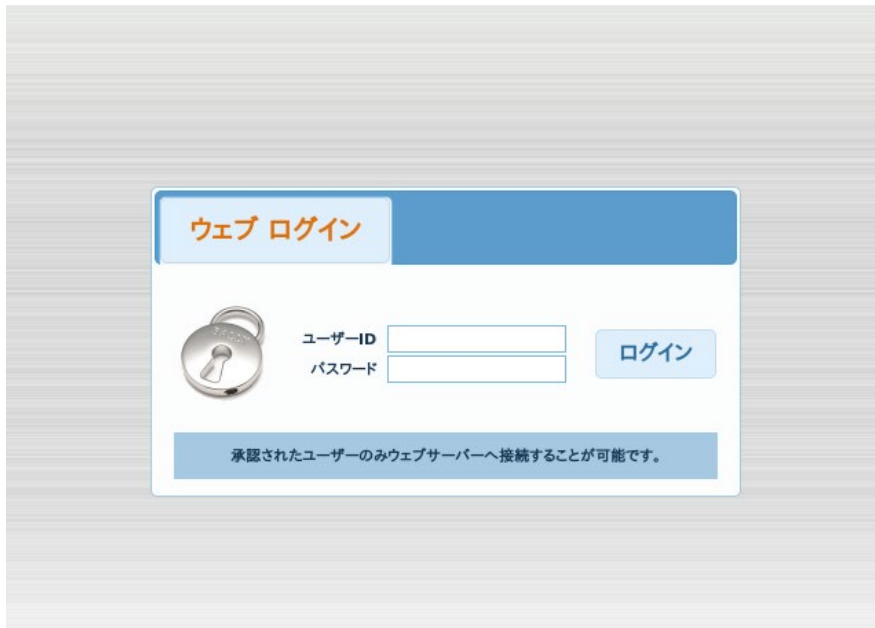 ウェブ ログイン
ユーザーID
パスワード
ログイン
承認されたユーザーのみウェブサーバーへ接続することが可能です。